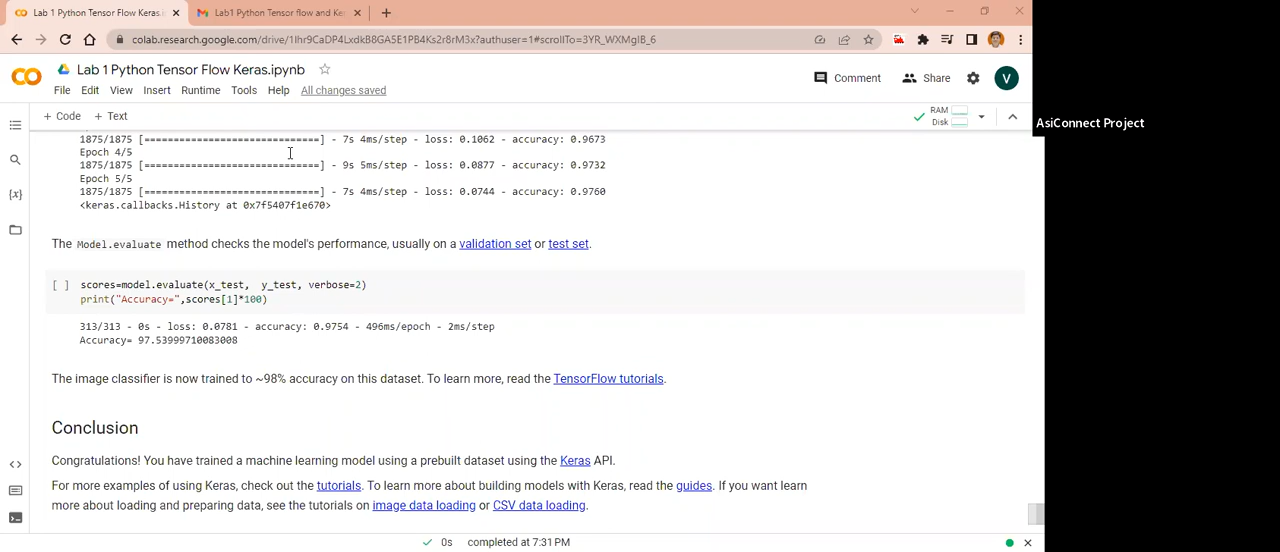 Lab 1 Python Tensor Flow Keras.i
Lab1 Python Tensor flow and Ke
colab.research.google.com/drive/1Ihr9CaDP4LxdkB8GA5E1PB4Ks2r8rM3x?authuser=1#scrollTo=3YR_WXMgIB_6
Lab 1 Python Tensor Flow Keras.ipynb
Comment
Share
V
File Edit View Insert Runtime Tools Help All changes saved
+ Code + Text
RAM
Disk
AsiConnect Project
1875/1875 [==============================] - 7s 4ms/step - loss: 0.1062 - accuracy: 0.9673
Epoch 4/5
1875/1875 [==============================] - 9s 5ms/step - loss: 0.0877 - accuracy: 0.9732
Epoch 5/5
1875/1875 [==============================] - 7s 4ms/step - loss: 0.0744 - accuracy: 0.9760
<keras.callbacks.History at 0x7f5407f1e670>
The Model.evaluate method checks the model's performance, usually on a validation set or test set.
[ ] scores=model.evaluate(x_test, y_test, verbose=2)
print("Accuracy=",scores[1]*100)
313/313 - 0s - loss: 0.0781 - accuracy: 0.9754 - 496ms/epoch - 2ms/step
Accuracy= 97.53999710083008
The image classifier is now trained to ~98% accuracy on this dataset. To learn more, read the TensorFlow tutorials.
Conclusion
Congratulations! You have trained a machine learning model using a prebuilt dataset using the Keras API.
For more examples of using Keras, check out the tutorials. To learn more about building models with Keras, read the guides. If you want learn
more about loading and preparing data, see the tutorials on image data loading or CSV data loading.
0s completed at 7:31 PM